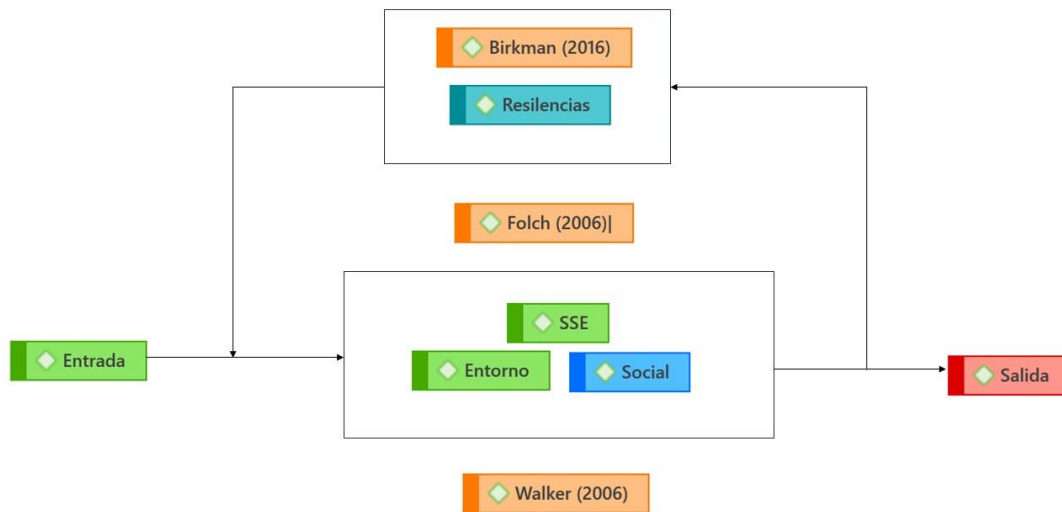 Birkman (2016)
Resilencias
Folch (2006)|
SSE
Entrada
Entorno
Social
Salida
Walker (2006)